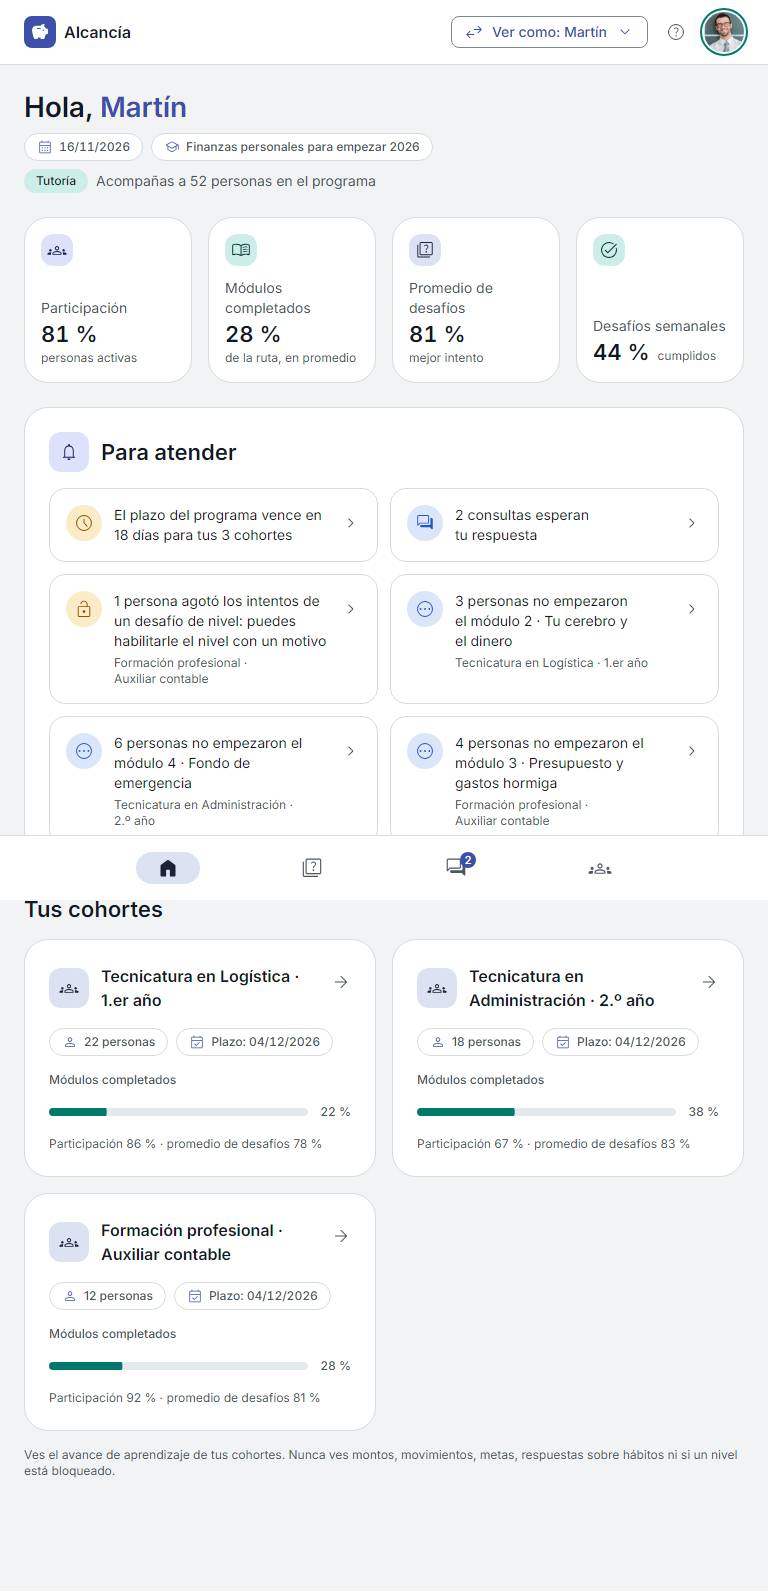 Alcancía
Ver como: Martín
Hola, Martín
16/11/2026
Finanzas personales para empezar 2026
Tutoría
Acompañas a 52 personas en el programa
Participación
81 %
personas activas
Módulos
completados
28 %
de la ruta, en promedio
Promedio de
desafíos
81 %
mejor intento
Desafíos semanales
44 % cumplidos
Para atender
El plazo del programa vence en
18 días para tus 3 cohortes
2 consultas esperan
tu respuesta
1 persona agotó los intentos de
un desafío de nivel: puedes
habilitarle el nivel con un motivo
Formación profesional ·
Auxiliar contable
3 personas no empezaron
el módulo 2 · Tu cerebro y
el dinero
Tecnicatura en Logística · 1.er año
6 personas no empezaron el
módulo 4 · Fondo de
emergencia
Tecnicatura en Administración ·
2.º año
4 personas no empezaron el
módulo 3 · Presupuesto y
gastos hormiga
Formación profesional ·
Auxiliar contable
2
Tus cohortes
Tecnicatura en Logística ·
1.er año
22 personas
Plazo: 04/12/2026
Módulos completados
22 %
Participación 86 % · promedio de desafíos 78 %
Tecnicatura en
Administración · 2.º año
18 personas
Plazo: 04/12/2026
Módulos completados
38 %
Participación 67 % · promedio de desafíos 83 %
Formación profesional ·
Auxiliar contable
12 personas
Plazo: 04/12/2026
Módulos completados
28 %
Participación 92 % · promedio de desafíos 81 %
Ves el avance de aprendizaje de tus cohortes. Nunca ves montos, movimientos, metas, respuestas sobre hábitos ni si un nivel
está bloqueado.